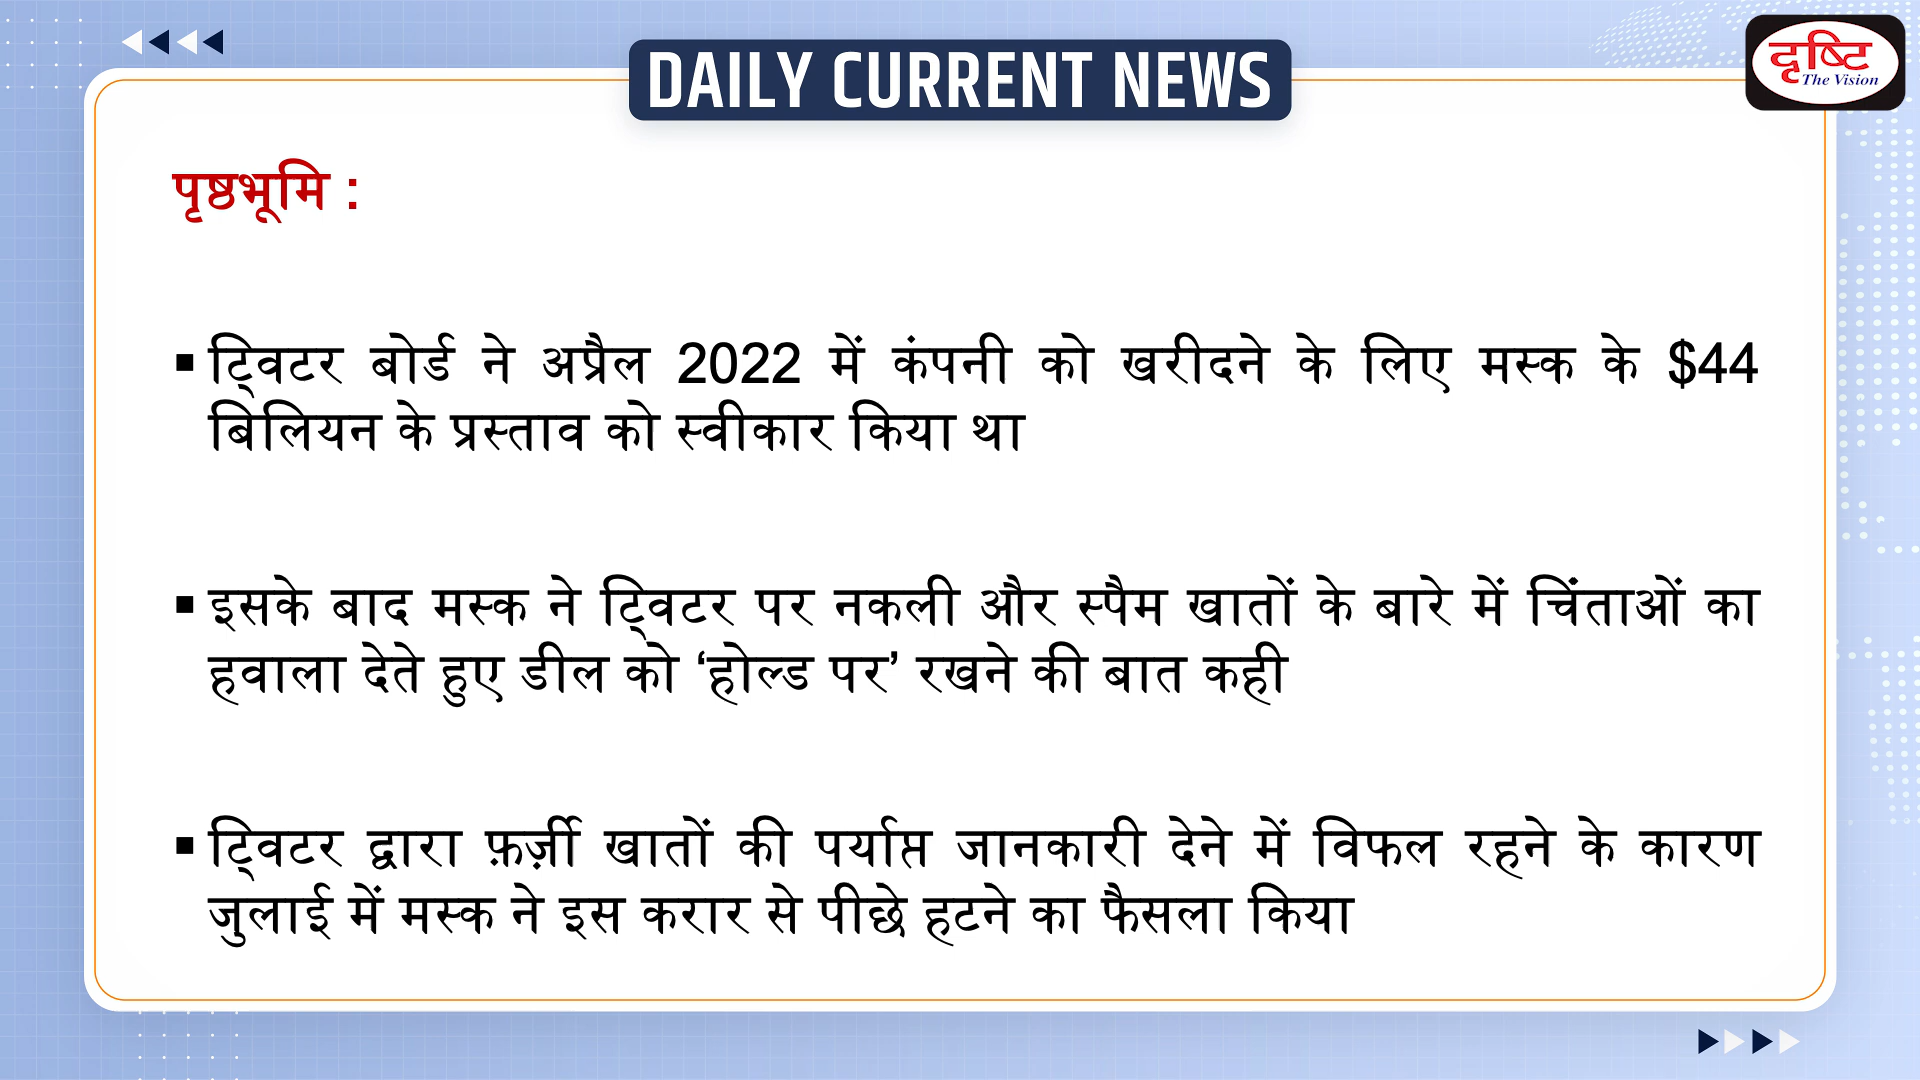 DAILY CURRENT NEWS
दृष्टि
The Vision
पृष्ठभूमि :
▪ ट्विटर बोर्ड ने अप्रैल 2022 में कंपनी को खरीदने के लिए मस्क के $44
बिलियन के प्रस्ताव को स्वीकार किया था
▪ इसके बाद मस्क ने ट्विटर पर नकली और स्पैम खातों के बारे में चिंताओं का
हवाला देते हुए डील को ‘होल्ड पर’ रखने की बात कही
▪ ट्विटर द्वारा फ़र्ज़ी खातों की पर्याप्त जानकारी देने में विफल रहने के कारण
जुलाई में मस्क ने इस करार से पीछे हटने का फैसला किया